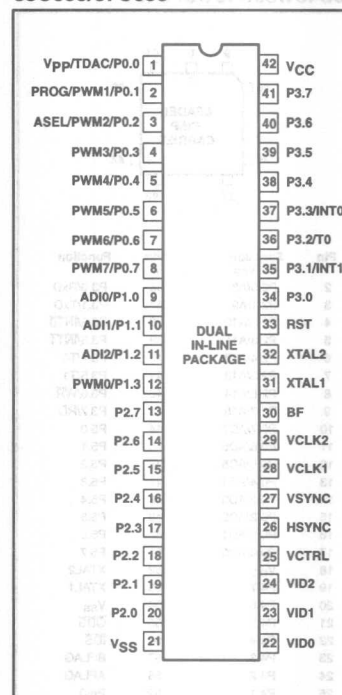 Vpp/TDAC/P0.0 1 42 VCC
PROG/PWM1/P0.1 2 41 P3.7
ASEL/PWM2/P0.2 3 40 P3.6
PWM3/P0.3 4 39 P3.5
PWM4/P0.4 5 38 P3.4
PWM5/P0.5 6 37 P3.3/INT0
PWM6/P0.6 7 36 P3.2/T0
PWM7/P0.7 8 35 P3.1/INT1
ADI0/P1.0 9 34 P3.0
ADI1/P1.1 10 33 RST
ADI2/P1.2 11 32 XTAL2
PWM0/P1.3 12 31 XTAL1
DUAL
IN-LINE
PACKAGE
P2.7 13 30 BF
P2.6 14 29 VCLK2
P2.5 15 28 VCLK1
P2.4 16 27 VSYNC
P2.3 17 26 HSYNC
P2.2 18 25 VCTRL
P2.1 19 24 VID2
P2.0 20 23 VID1
VSS 21 22 VID0